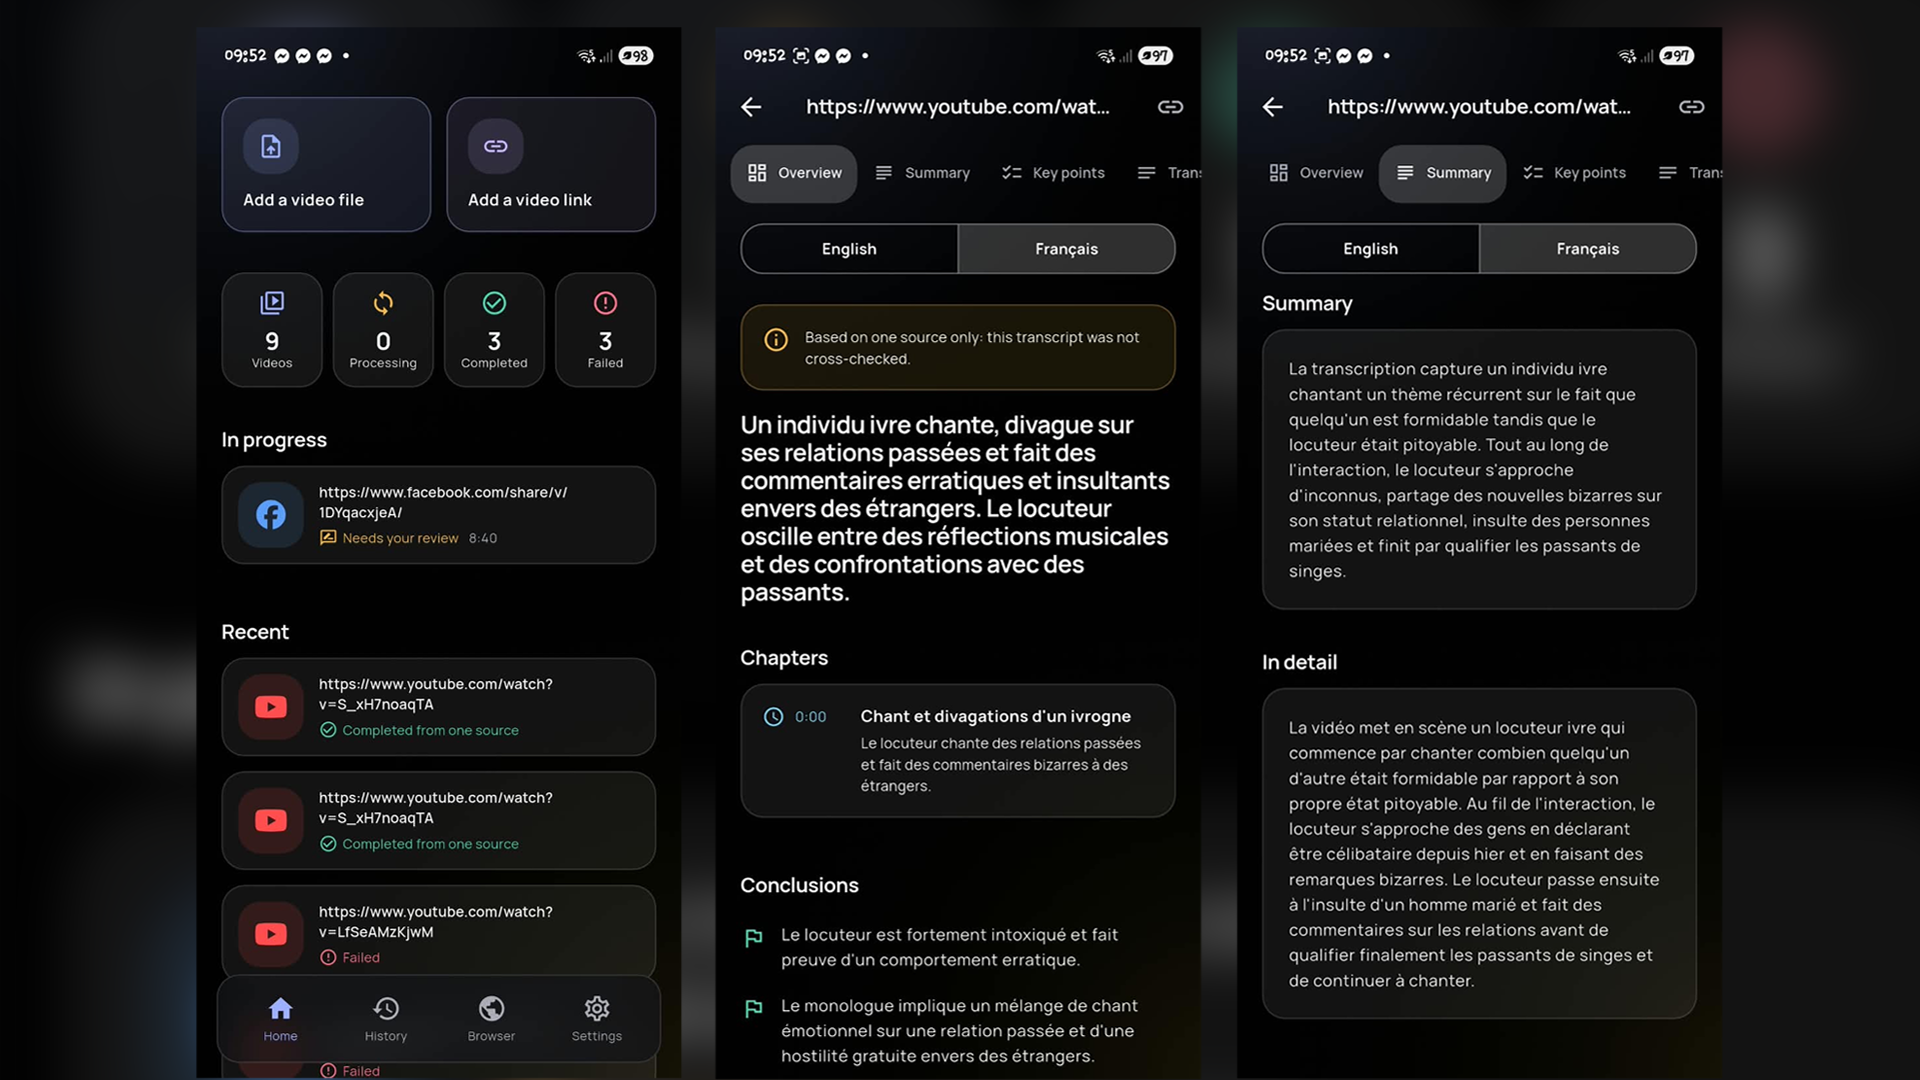 09:52
98
Add a video file
Add a video link
9
Videos
0
Processing
3
Completed
3
Failed
In progress
https://www.facebook.com/share/v/
1DYqacxjeA/
Needs your review 8:40
Recent
https://www.youtube.com/watch?
v=S_xH7noaqTA
Completed from one source
https://www.youtube.com/watch?
v=S_xH7noaqTA
Completed from one source
https://www.youtube.com/watch?
v=LfSeAMzKjwM
Failed
Home
History
Browser
Settings
Failed
09:52
97
https://www.youtube.com/wat...
Overview
Summary
Key points
Trans
English
Français
Based on one source only: this transcript was not
cross-checked.
Un individu ivre chante, divague sur
ses relations passées et fait des
commentaires erratiques et insultants
envers des étrangers. Le locuteur
oscille entre des réflections musicales
et des confrontations avec des
passants.
Chapters
0:00
Chant et divagations d'un ivrogne
Le locuteur chante des relations passées
et fait des commentaires bizarres à des
étrangers.
Conclusions
Le locuteur est fortement intoxiqué et fait
preuve d'un comportement erratique.
Le monologue implique un mélange de chant
émotionnel sur une relation passée et d'une
hostilité gratuite envers des étrangers.
09:52
97
https://www.youtube.com/wat...
Overview
Summary
Key points
Trans
English
Français
Summary
La transcription capture un individu ivre
chantant un thème récurrent sur le fait que
quelqu'un est formidable tandis que le
locuteur était pitoyable. Tout au long de
l'interaction, le locuteur s'approche
d'inconnus, partage des nouvelles bizarres sur
son statut relationnel, insulte des personnes
mariées et finit par qualifier les passants de
singes.
In detail
La vidéo met en scène un locuteur ivre qui
commence par chanter combien quelqu'un
d'autre était formidable par rapport à son
propre état pitoyable. Au fil de l'interaction, le
locuteur s'approche des gens en déclarant
être célibataire depuis hier et en faisant des
remarques bizarres. Le locuteur passe ensuite
à l'insulte d'un homme marié et fait des
commentaires sur les relations avant de
qualifier finalement les passants de singes et
de continuer à chanter.